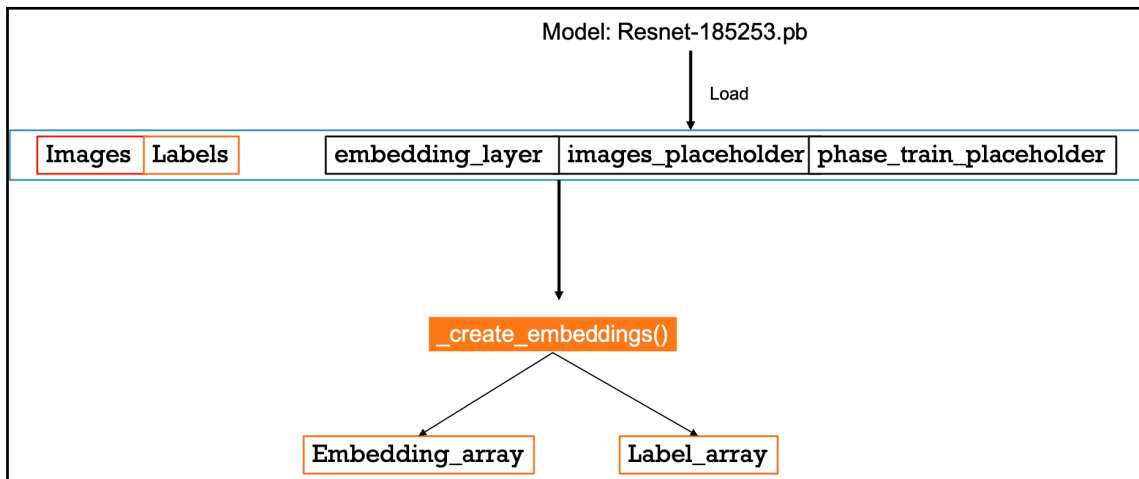 Model: Resnet-185253.pb
Load
Images Labels embedding_layer images_placeholder phase_train_placeholder
_create_embeddings()
Embedding_array Label_array